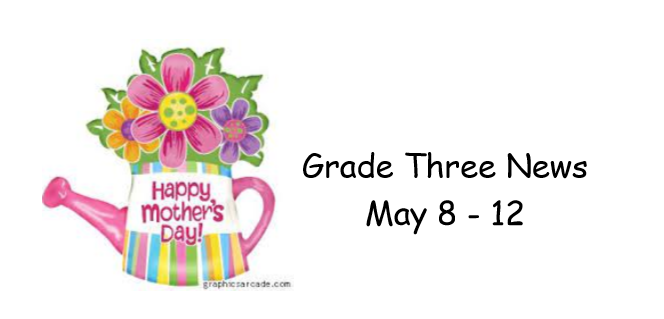 Happy
Mother's
Day!
graphicsarcade.com
Grade Three News
May 8 - 12